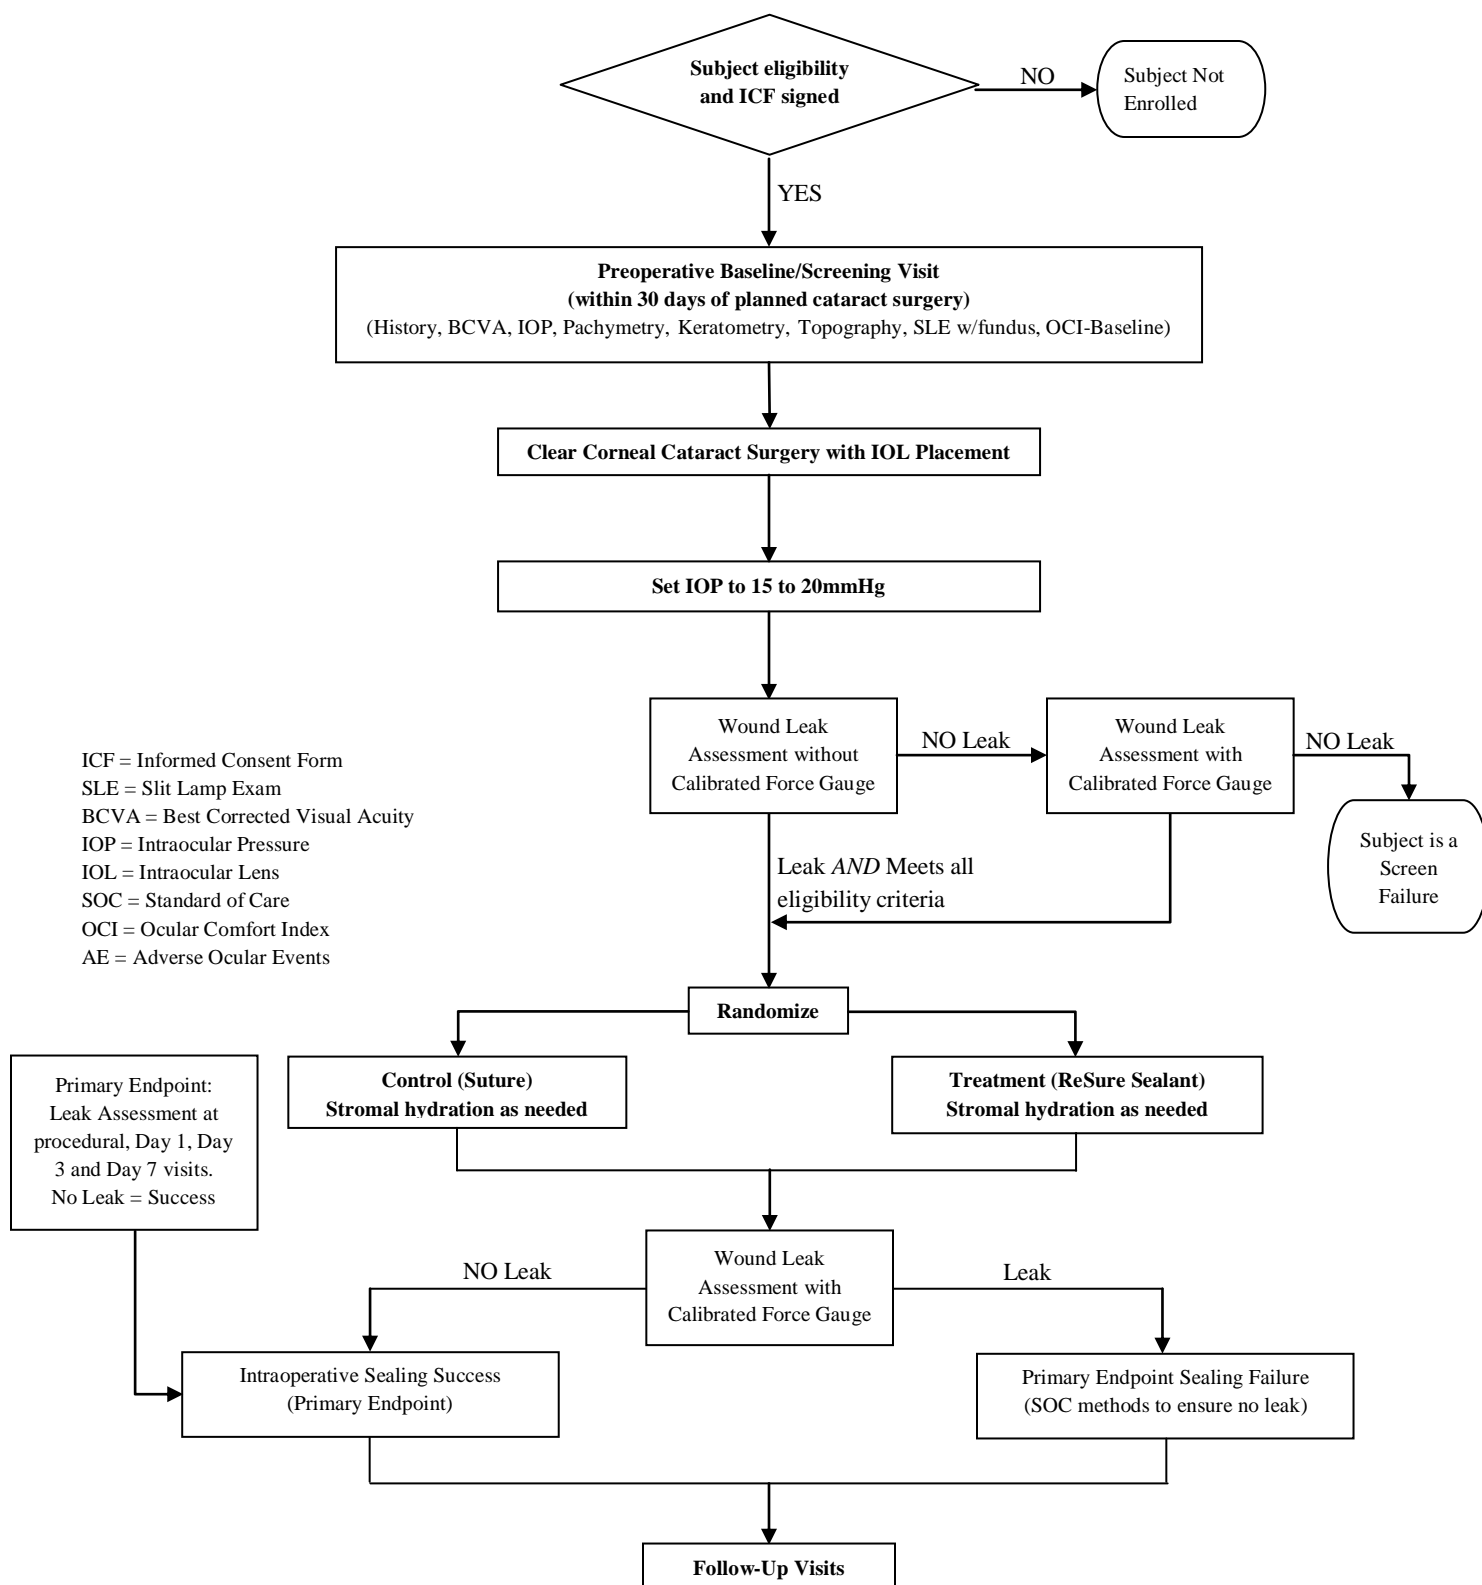 Subject eligibility
and ICF signed
NO
Subject Not
Enrolled
YES
Preoperative Baseline/Screening Visit
(within 30 days of planned cataract surgery)
(History, BCVA, IOP, Pachymetry, Keratometry, Topography, SLE w/fundus, OCI-Baseline)
Clear Corneal Cataract Surgery with IOL Placement
Set IOP to 15 to 20mmHg
Wound Leak
Assessment without
Calibrated Force Gauge
NO Leak
Wound Leak
Assessment with
Calibrated Force Gauge
NO Leak
Subject is a
Screen
Failure
Leak AND Meets all
eligibility criteria
ICF = Informed Consent Form
SLE = Slit Lamp Exam
BCVA = Best Corrected Visual Acuity
IOP = Intraocular Pressure
IOL = Intraocular Lens
SOC = Standard of Care
OCI = Ocular Comfort Index
AE = Adverse Ocular Events
Randomize
Control (Suture)
Stromal hydration as needed
Treatment (ReSure Sealant)
Stromal hydration as needed
Primary Endpoint:
Leak Assessment at
procedural, Day 1, Day
3 and Day 7 visits.
No Leak = Success
Wound Leak
Assessment with
Calibrated Force Gauge
NO Leak
Leak
Intraoperative Sealing Success
(Primary Endpoint)
Primary Endpoint Sealing Failure
(SOC methods to ensure no leak)
Follow-Up Visits